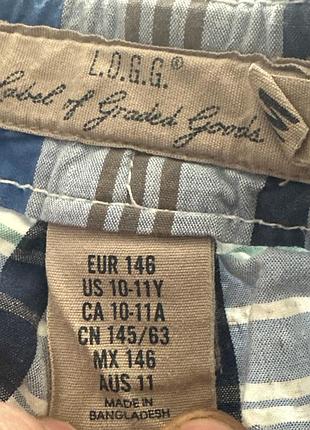 L.O.G.G.®
Label of Graded Goods
EUR 146
US 10-11Y
CA 10-11A
CN 145/63
MX 146
AUS 11
MADE IN
BANGLADESH